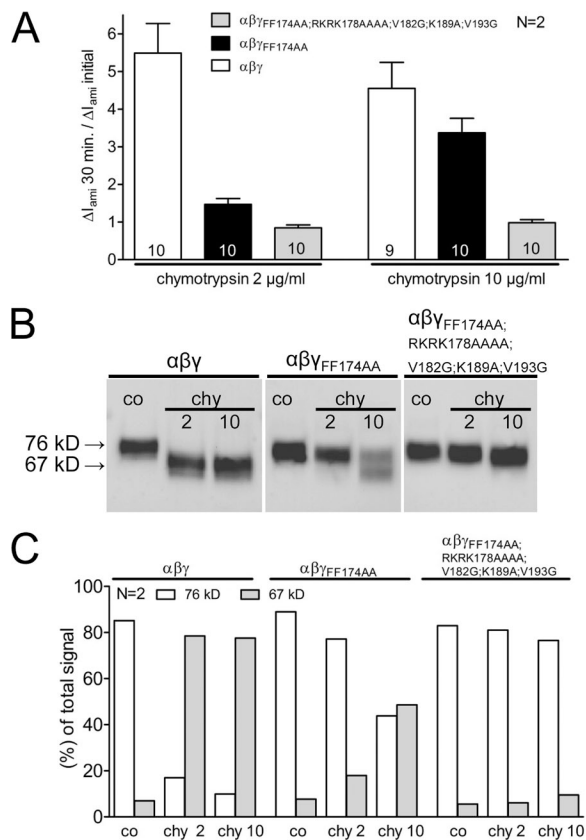 A
αβγFF174AA;RKRK178AAAA;V182G;K189A;V193G N=2
αβγFF174AA
αβγ
ΔIami 30 min. / ΔIami initial
6
5
4
3
2
1
0
10 10 10 9 10 10
chymotrypsin 2 µg/ml chymotrypsin 10 µg/ml
B
αβγ αβγFF174AA αβγFF174AA;
RKRK178AAAA;
V182G;K189A;V193G
co chy co chy co chy
2 10 2 10 2 10
76 kD →
67 kD →
C
αβγ αβγFF174AA αβγFF174AA;
RKRK178AAAA;
V182G;K189A;V193G
N=2 76 kD 67 kD
(%) of total signal
100
80
60
40
20
0
co chy 2 chy 10 co chy 2 chy 10 co chy 2 chy 10